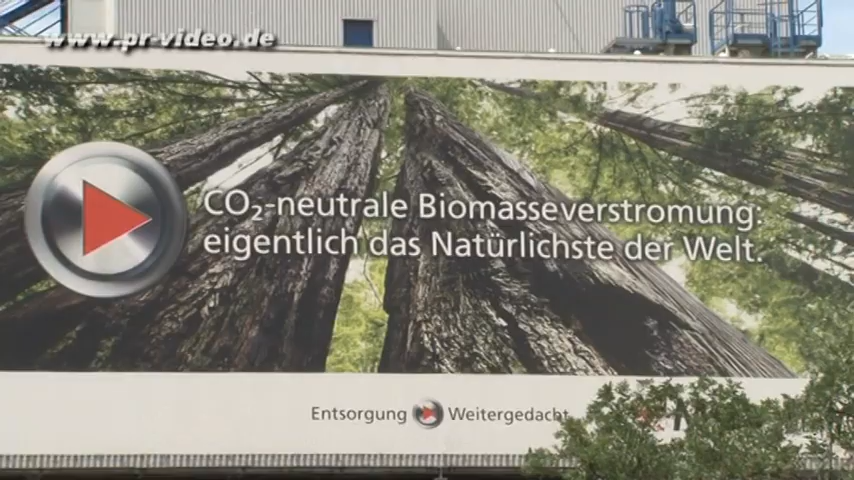 www.pr-video.de
CO₂-neutrale Biomasseverstromung:
eigentlich das Natürlichste der Welt.
Entsorgung Weitergedacht